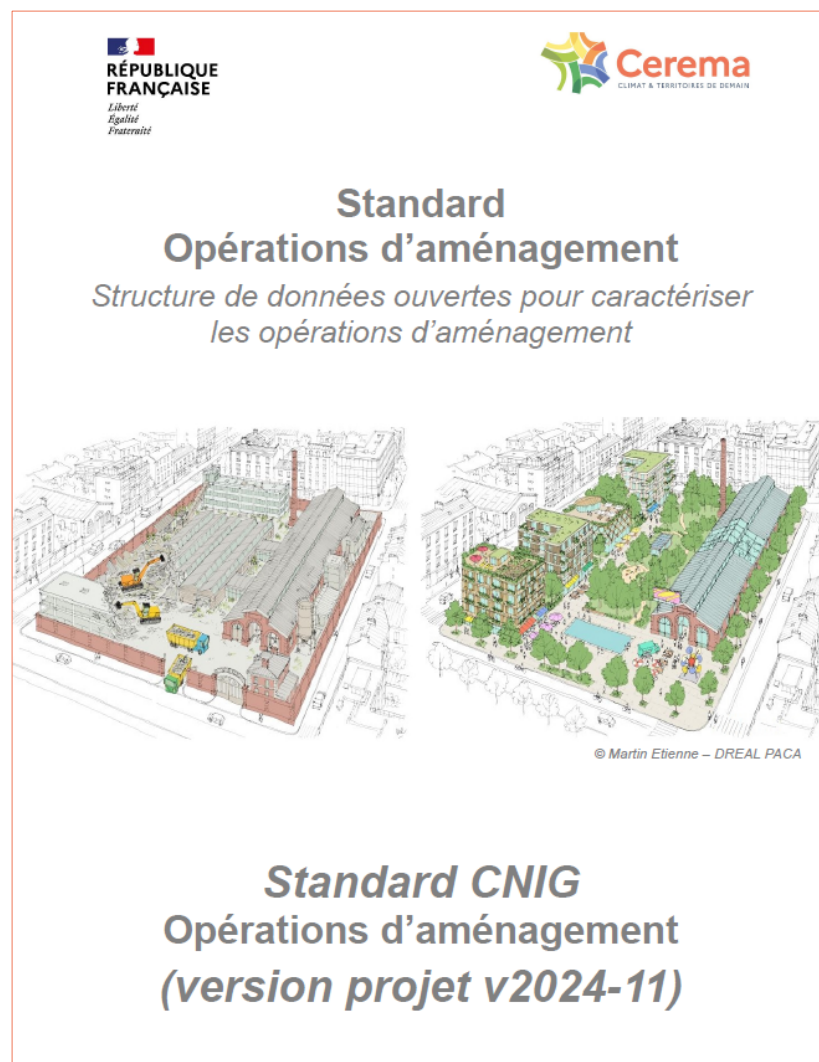 RÉPUBLIQUE
FRANÇAISE
Liberté
Égalité
Fraternité
Cerema
CLIMAT & TERRITOIRES DE DEMAIN
Standard
Opérations d’aménagement
Structure de données ouvertes pour caractériser
les opérations d’aménagement
© Martin Etienne – DREAL PACA
Standard CNIG
Opérations d’aménagement
(version projet v2024-11)